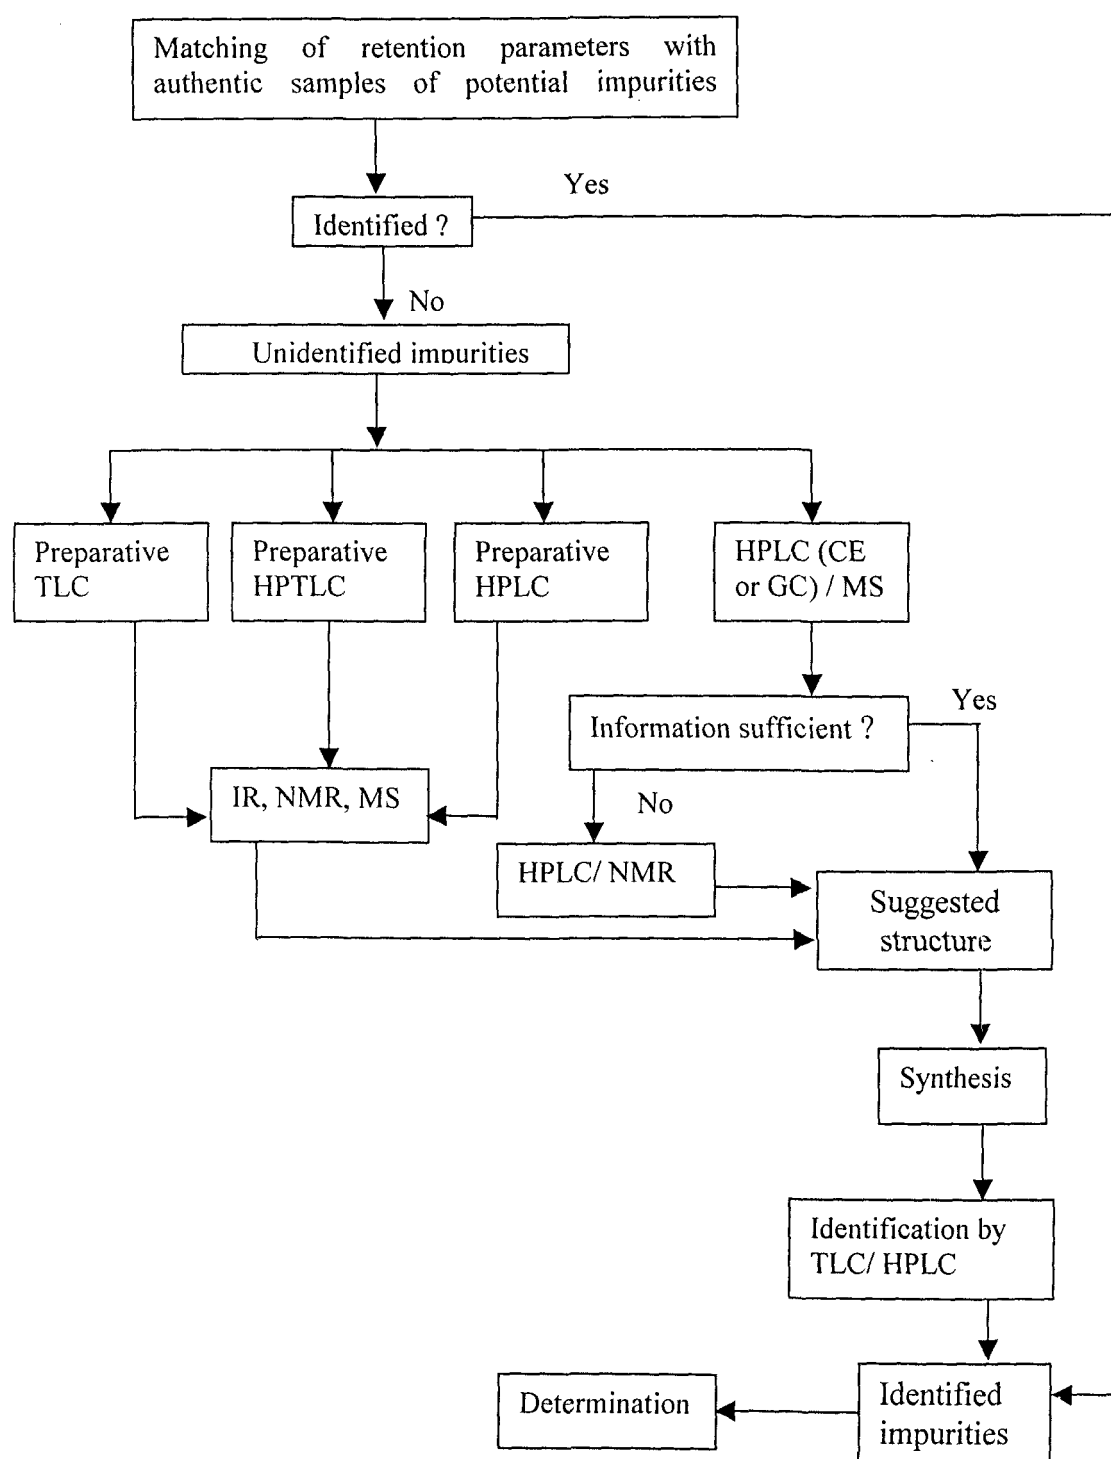 Matching of retention parameters with
authentic samples of potential impurities
Yes
Identified ?
No
Unidentified impurities
Preparative
TLC
Preparative
HPTLC
Preparative
HPLC
HPLC (CE
or GC) / MS
Information sufficient ?
Yes
IR, NMR, MS
No
HPLC/ NMR
Suggested
structure
Synthesis
Identification by
TLC/ HPLC
Determination
Identified
impurities